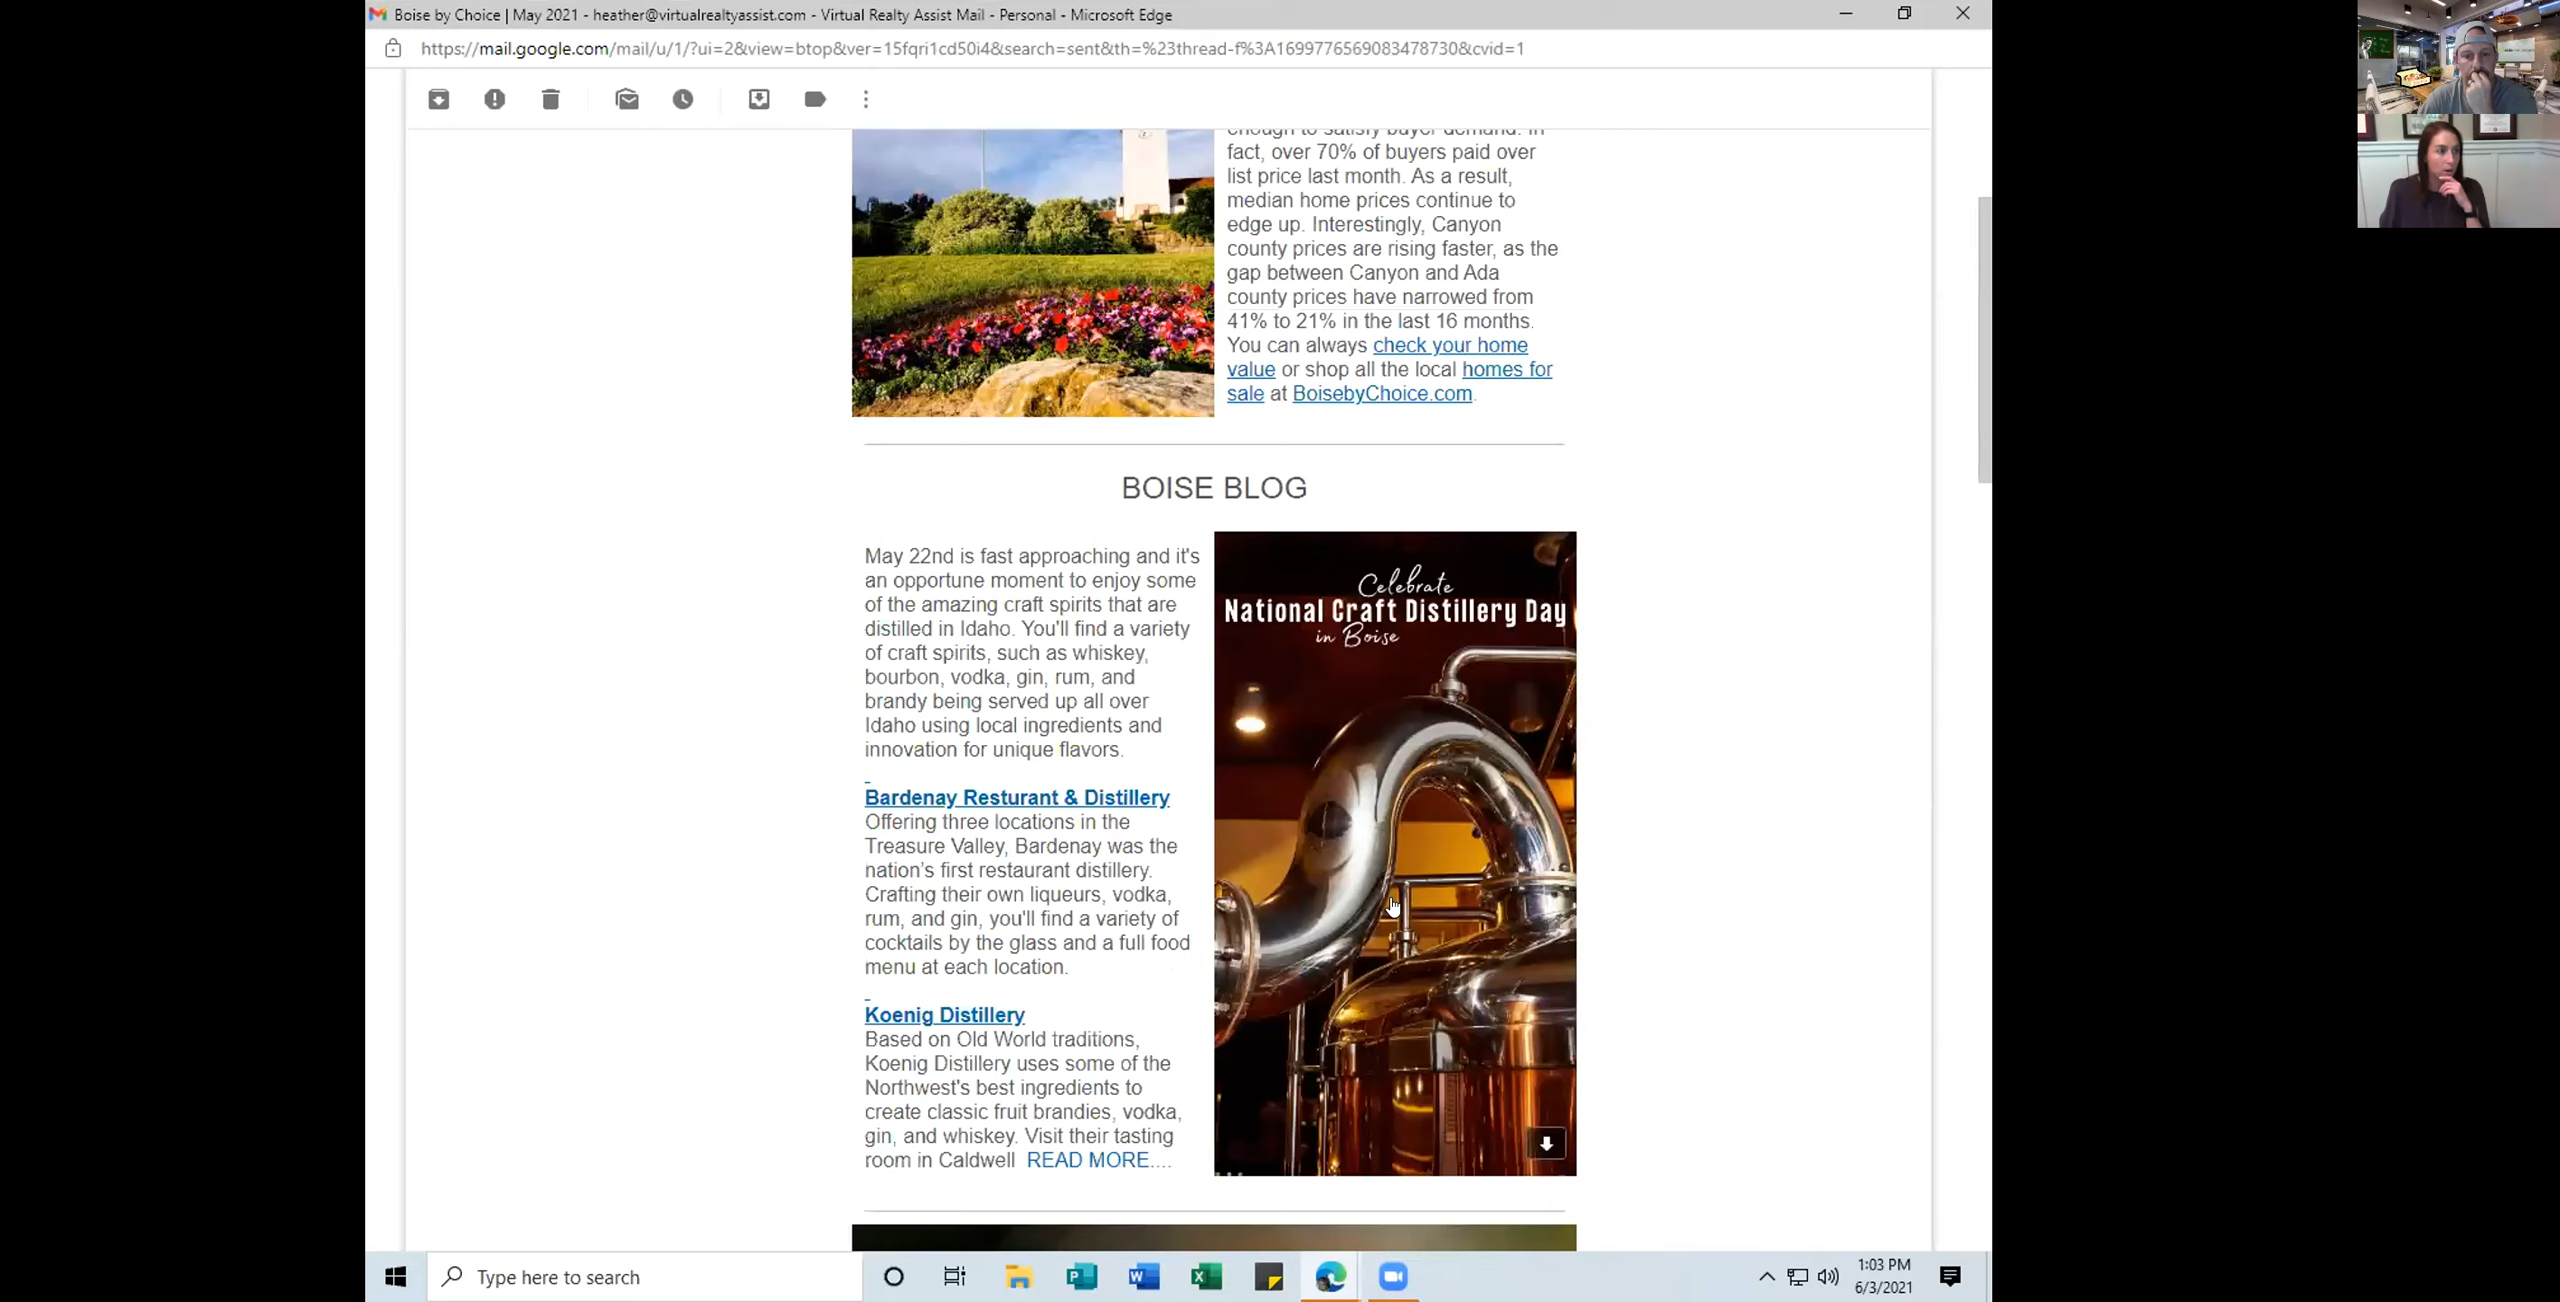 Boise by Choice | May 2021 - heather@virtualrealtyassist.com - Virtual Realty Assist Mail - Personal - Microsoft Edge
https://mail.google.com/mail/u/1/?ui=2&view=btop&ver=15fqri1cd50i4&search=sent&th=%23thread-f%3A1699776569083478730&cvid=1
enough to satisfy buyer demand. In
fact, over 70% of buyers paid over
list price last month. As a result,
median home prices continue to
edge up. Interestingly, Canyon
county prices are rising faster, as the
gap between Canyon and Ada
county prices have narrowed from
41% to 21% in the last 16 months.
You can always check your home
value or shop all the local homes for
sale at BoisebyChoice.com.
BOISE BLOG
May 22nd is fast approaching and it's
an opportune moment to enjoy some
of the amazing craft spirits that are
distilled in Idaho. You'll find a variety
of craft spirits, such as whiskey,
bourbon, vodka, gin, rum, and
brandy being served up all over
Idaho using local ingredients and
innovation for unique flavors.
Bardenay Resturant & Distillery
Offering three locations in the
Treasure Valley, Bardenay was the
nation's first restaurant distillery.
Crafting their own liqueurs, vodka,
rum, and gin, you'll find a variety of
cocktails by the glass and a full food
menu at each location.
Koenig Distillery
Based on Old World traditions,
Koenig Distillery uses some of the
Northwest's best ingredients to
create classic fruit brandies, vodka,
gin, and whiskey. Visit their tasting
room in Caldwell READ MORE....
Celebrate
National Craft Distillery Day
in Boise
Type here to search
1:03 PM
6/3/2021